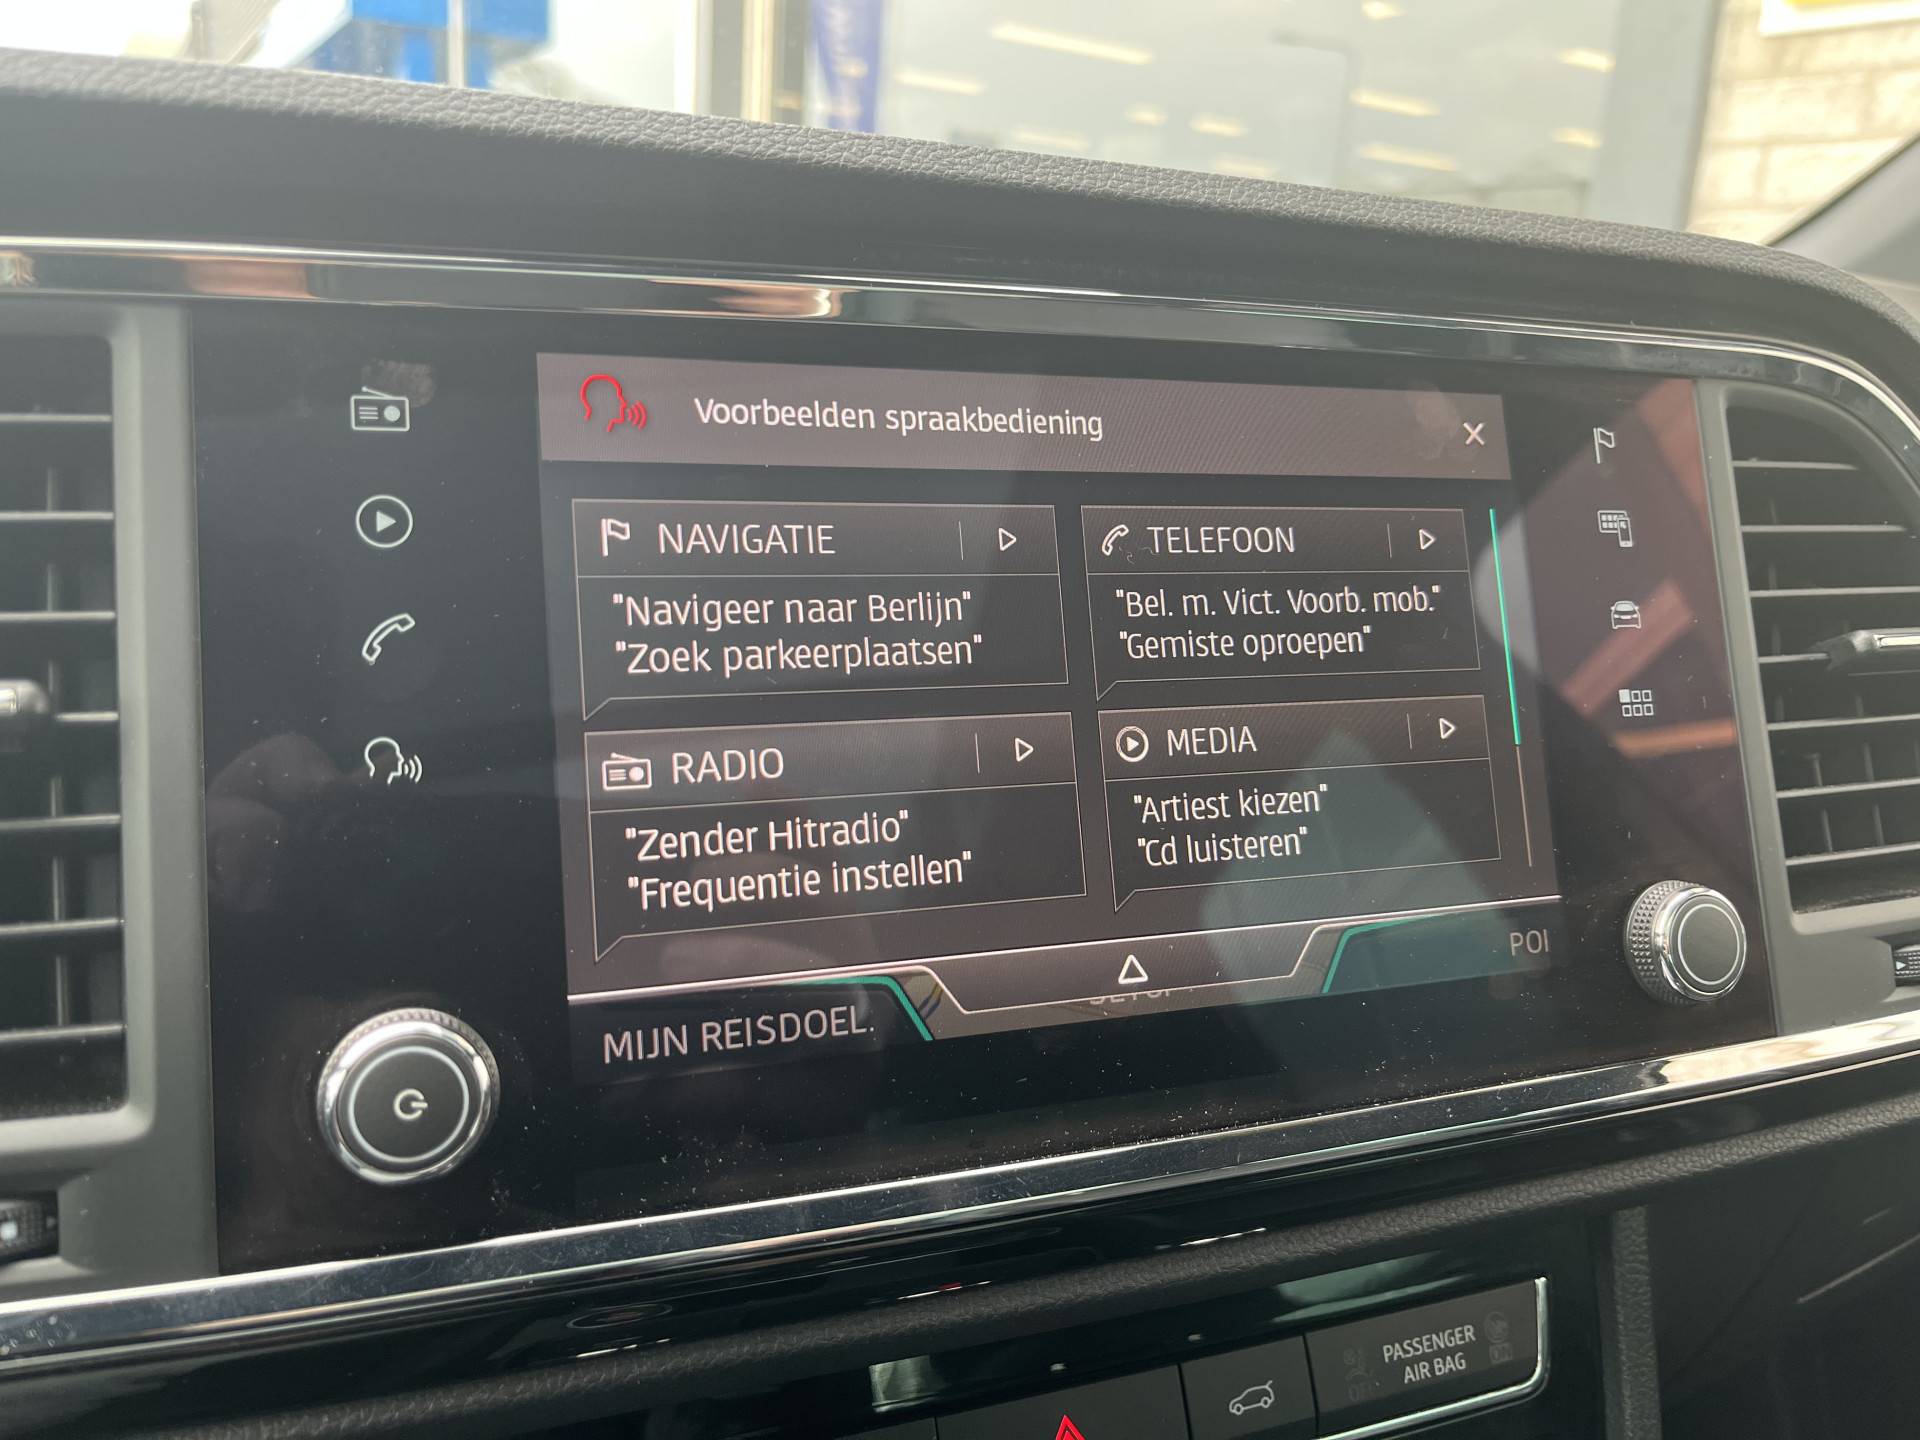 Voorbeelden spraakbediening
NAVIGATIE
"Navigeer naar Berlijn"
"Zoek parkeerplaatsen"
TELEFOON
"Bel. m. Vict. Voorb. mob."
"Gemiste oproepen"
RADIO
"Zender Hitradio"
"Frequentie instellen"
MEDIA
"Artiest kiezen"
"Cd luisteren"
MIJN REISDOEL.
POI
PASSENGER
AIR BAG